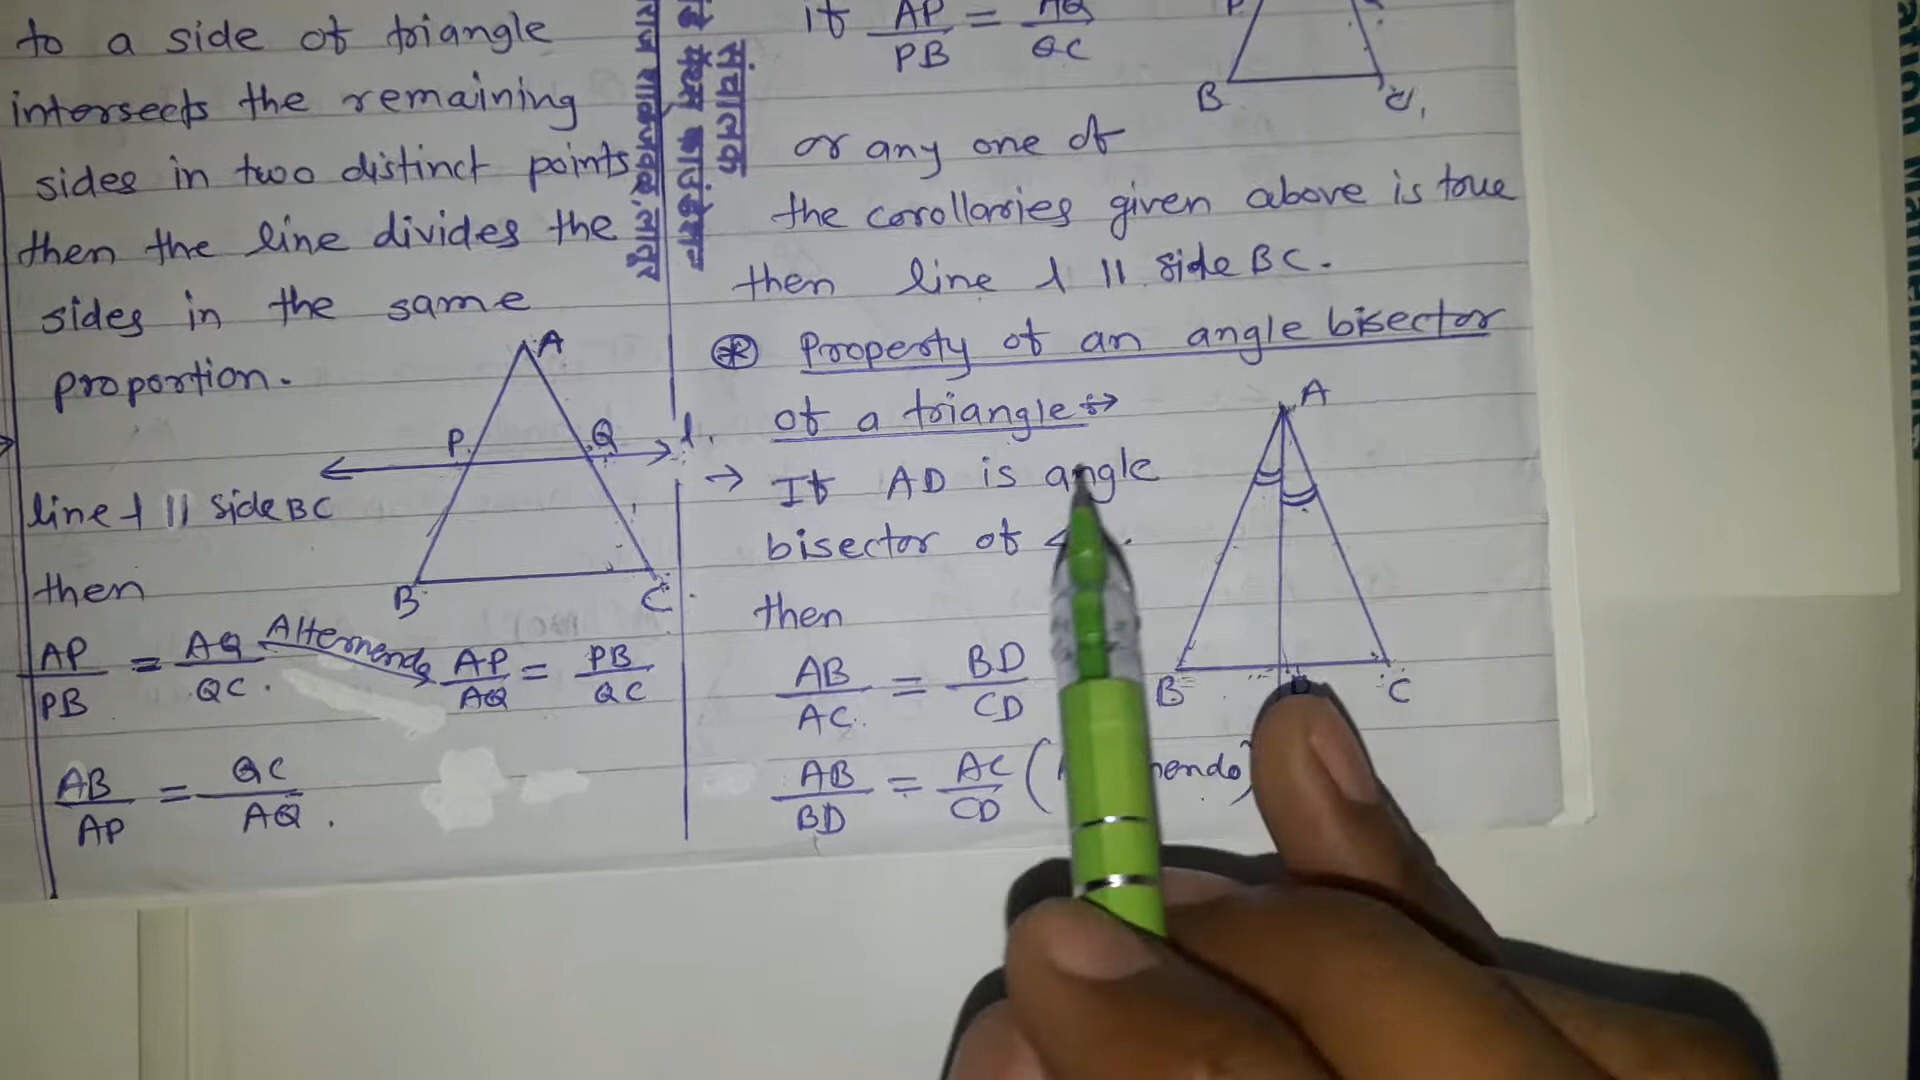 to a side of triangle
intersects the remaining
sides in two distinct points
then the line divides the
sides in the same
proportion.
A
P Q l.
line l || side BC
B C
then
AP/PB = AQ/QC. Alternendo AP/AQ = PB/QC
AB/AP = QC/AQ.
संचालक
if AP/PB = AQ/QC
B C
or any one of
the corollaries given above is true
then line l || side BC.
Property of an angle bisector
of a triangle :→
A
→ If AD is angle
bisector of
then
AB/AC = BD/CD
B D C
AB/BD = AC/CD